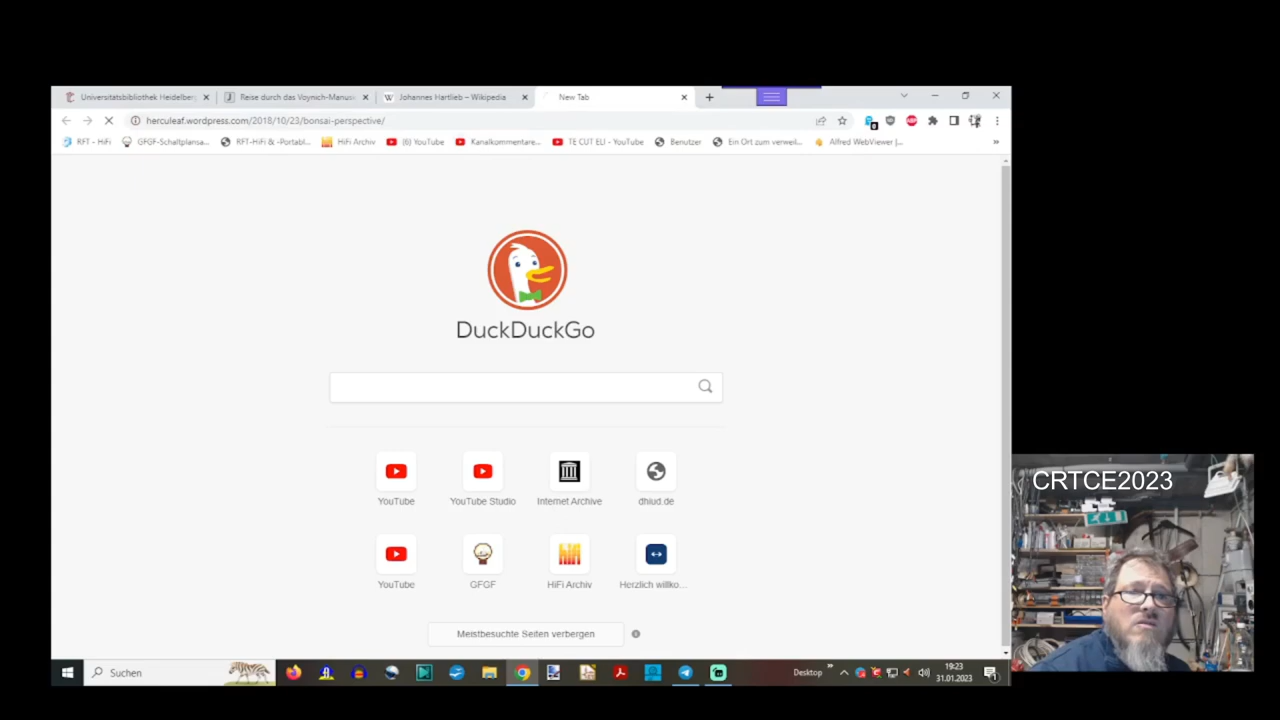 Universitätsbibliothek Heidelberg
Reise durch das Voynich-Manus
Johannes Hartlieb – Wikipedia
New Tab
herculeaf.wordpress.com/2018/10/23/bonsai-perspective/
RFT - HiFi
GFGF-Schaltplansa...
RFT-HiFi & -Portabl...
HiFi Archiv
(6) YouTube
Kanalkommentare...
TE CUT ELI - YouTube
Benutzer
Ein Ort zum verweil...
Alfred WebViewer |...
»
DuckDuckGo
YouTube
YouTube Studio
Internet Archive
dhiud.de
YouTube
GFGF
HiFi Archiv
Herzlich willko...
Meistbesuchte Seiten verbergen
CRTCE2023
Suchen
Desktop
»
19:23
31.01.2023